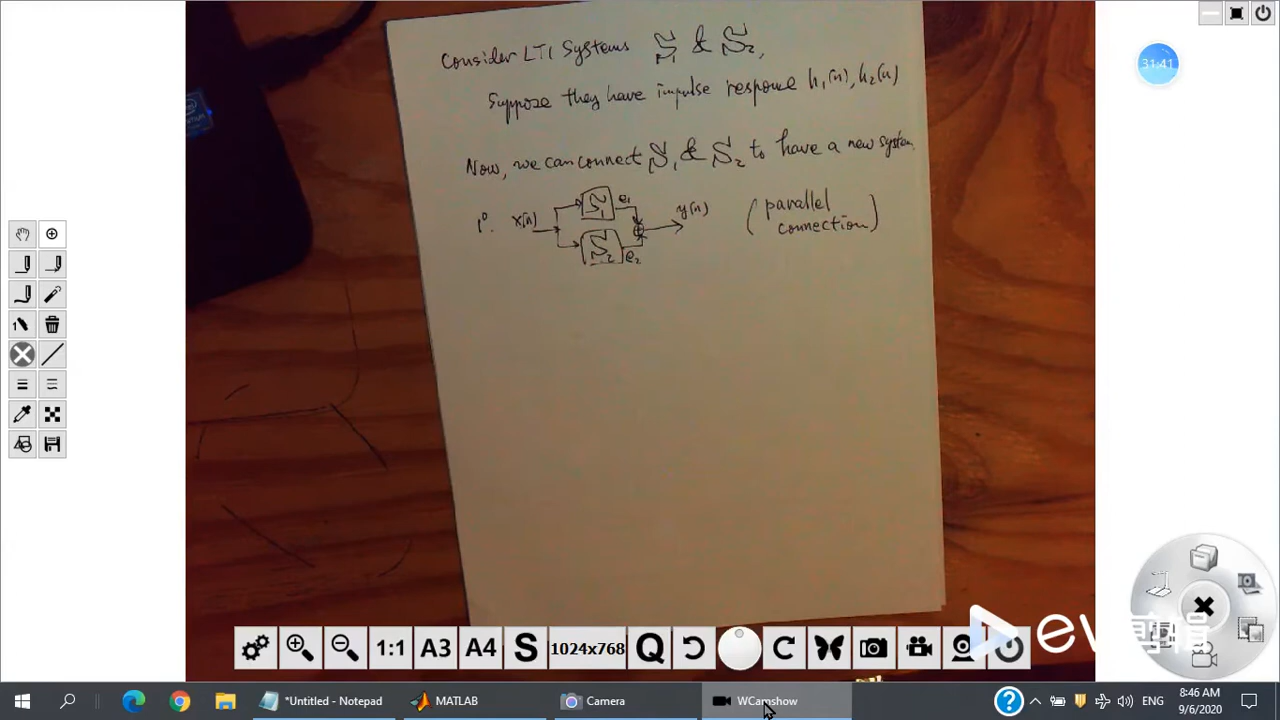 Consider LTI Systems S1 & S2,
Suppose they have impulse response h1[n], h2[n]
Now, we can connect S1 & S2 to have a new system
1°. x[n] S1 e1 S2 e2 y[n] (parallel connection)
31:41
1:1 A3 A4 S 1024x768 Q
*Untitled - Notepad MATLAB Camera WCamshow ENG 8:46 AM
9/6/2020